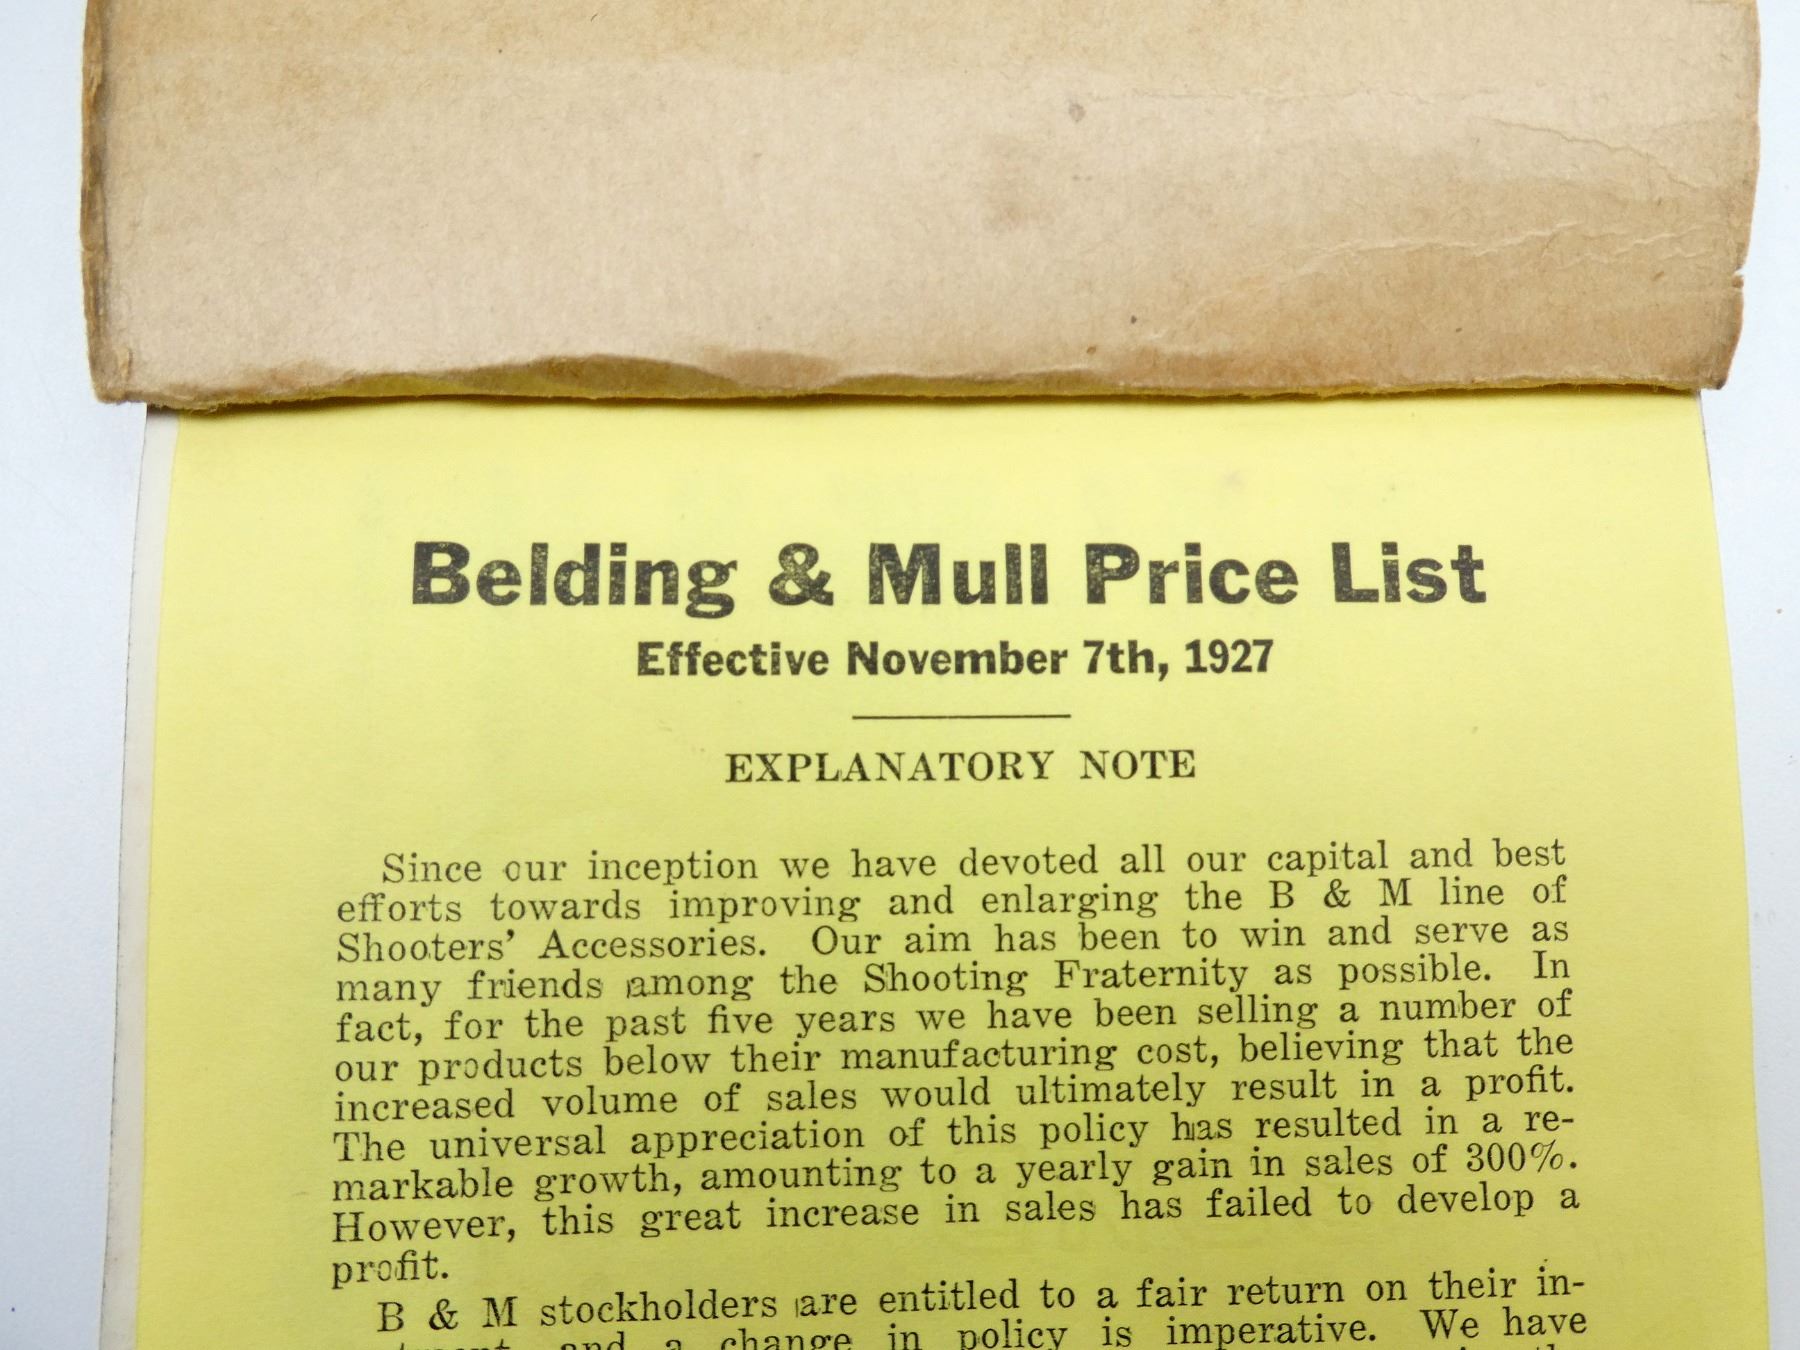 Belding & Mull Price List
Effective November 7th, 1927
EXPLANATORY NOTE
Since our inception we have devoted all our capital and best
efforts towards improving and enlarging the B & M line of
Shooters' Accessories. Our aim has been to win and serve as
many friends among the Shooting Fraternity as possible. In
fact, for the past five years we have been selling a number of
our products below their manufacturing cost, believing that the
increased volume of sales would ultimately result in a profit.
The universal appreciation of this policy has resulted in a re-
markable growth, amounting to a yearly gain in sales of 300%.
However, this great increase in sales has failed to develop a
profit.
B & M stockholders are entitled to a fair return on their in-
and a change in policy is imperative. We have